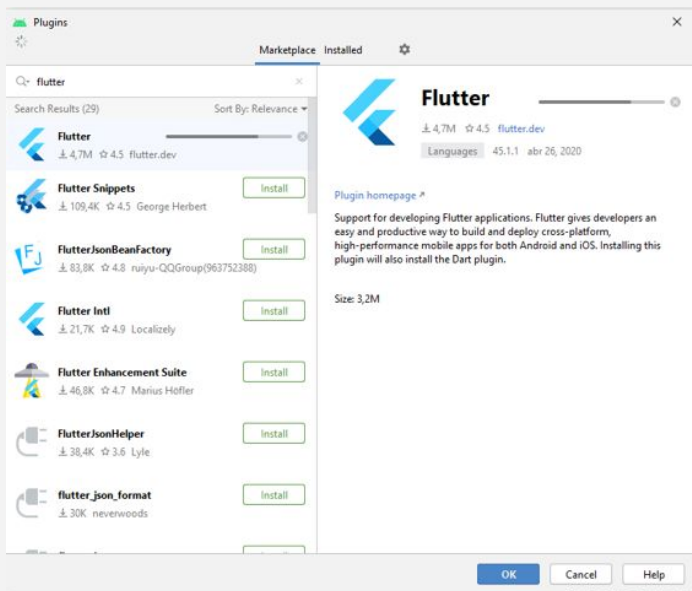 Plugins
Marketplace Installed
flutter
Search Results (29) Sort By: Relevance
Flutter
4,7M 4.5 flutter.dev
Flutter Snippets Install
109,4K 4.5 George Herbert
FlutterJsonBeanFactory Install
83,8K 4.8 ruiyu-QQGroup(963752388)
Flutter Intl Install
21,7K 4.9 Localizely
Flutter Enhancement Suite Install
46,8K 4.7 Marius Höfler
FlutterJsonHelper Install
38,4K 3.6 Lyle
flutter_json_format Install
30K neverwoods
Flutter
4,7M 4.5 flutter.dev
Languages 45.1.1 abr 26, 2020
Plugin homepage
Support for developing Flutter applications. Flutter gives developers an
easy and productive way to build and deploy cross-platform,
high-performance mobile apps for both Android and iOS. Installing this
plugin will also install the Dart plugin.
Size: 3,2M
OK Cancel Help